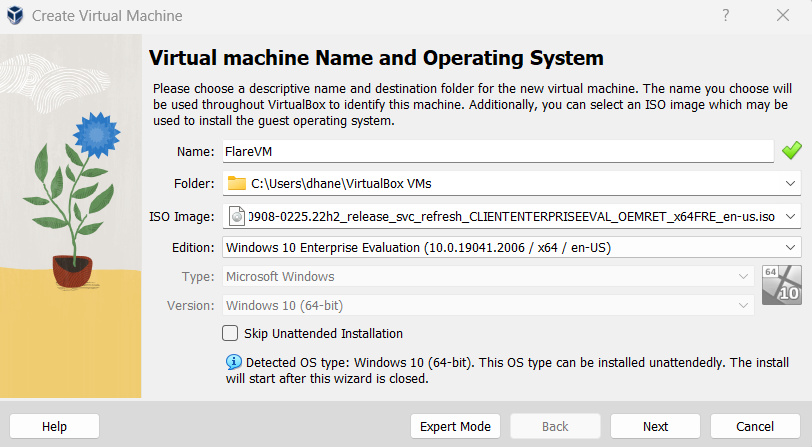 Create Virtual Machine
?
Virtual machine Name and Operating System
Please choose a descriptive name and destination folder for the new virtual machine. The name you choose will
be used throughout VirtualBox to identify this machine. Additionally, you can select an ISO image which may be
used to install the guest operating system.
Name: FlareVM
Folder: C:\Users\dhane\VirtualBox VMs
ISO Image: 0908-0225.22h2_release_svc_refresh_CLIENTENTERPRISEEVAL_OEMRET_x64FRE_en-us.iso
Edition: Windows 10 Enterprise Evaluation (10.0.19041.2006 / x64 / en-US)
Type: Microsoft Windows
64
10
Version: Windows 10 (64-bit)
Skip Unattended Installation
Detected OS type: Windows 10 (64-bit). This OS type can be installed unattendedly. The install
will start after this wizard is closed.
Help Expert Mode Back Next Cancel